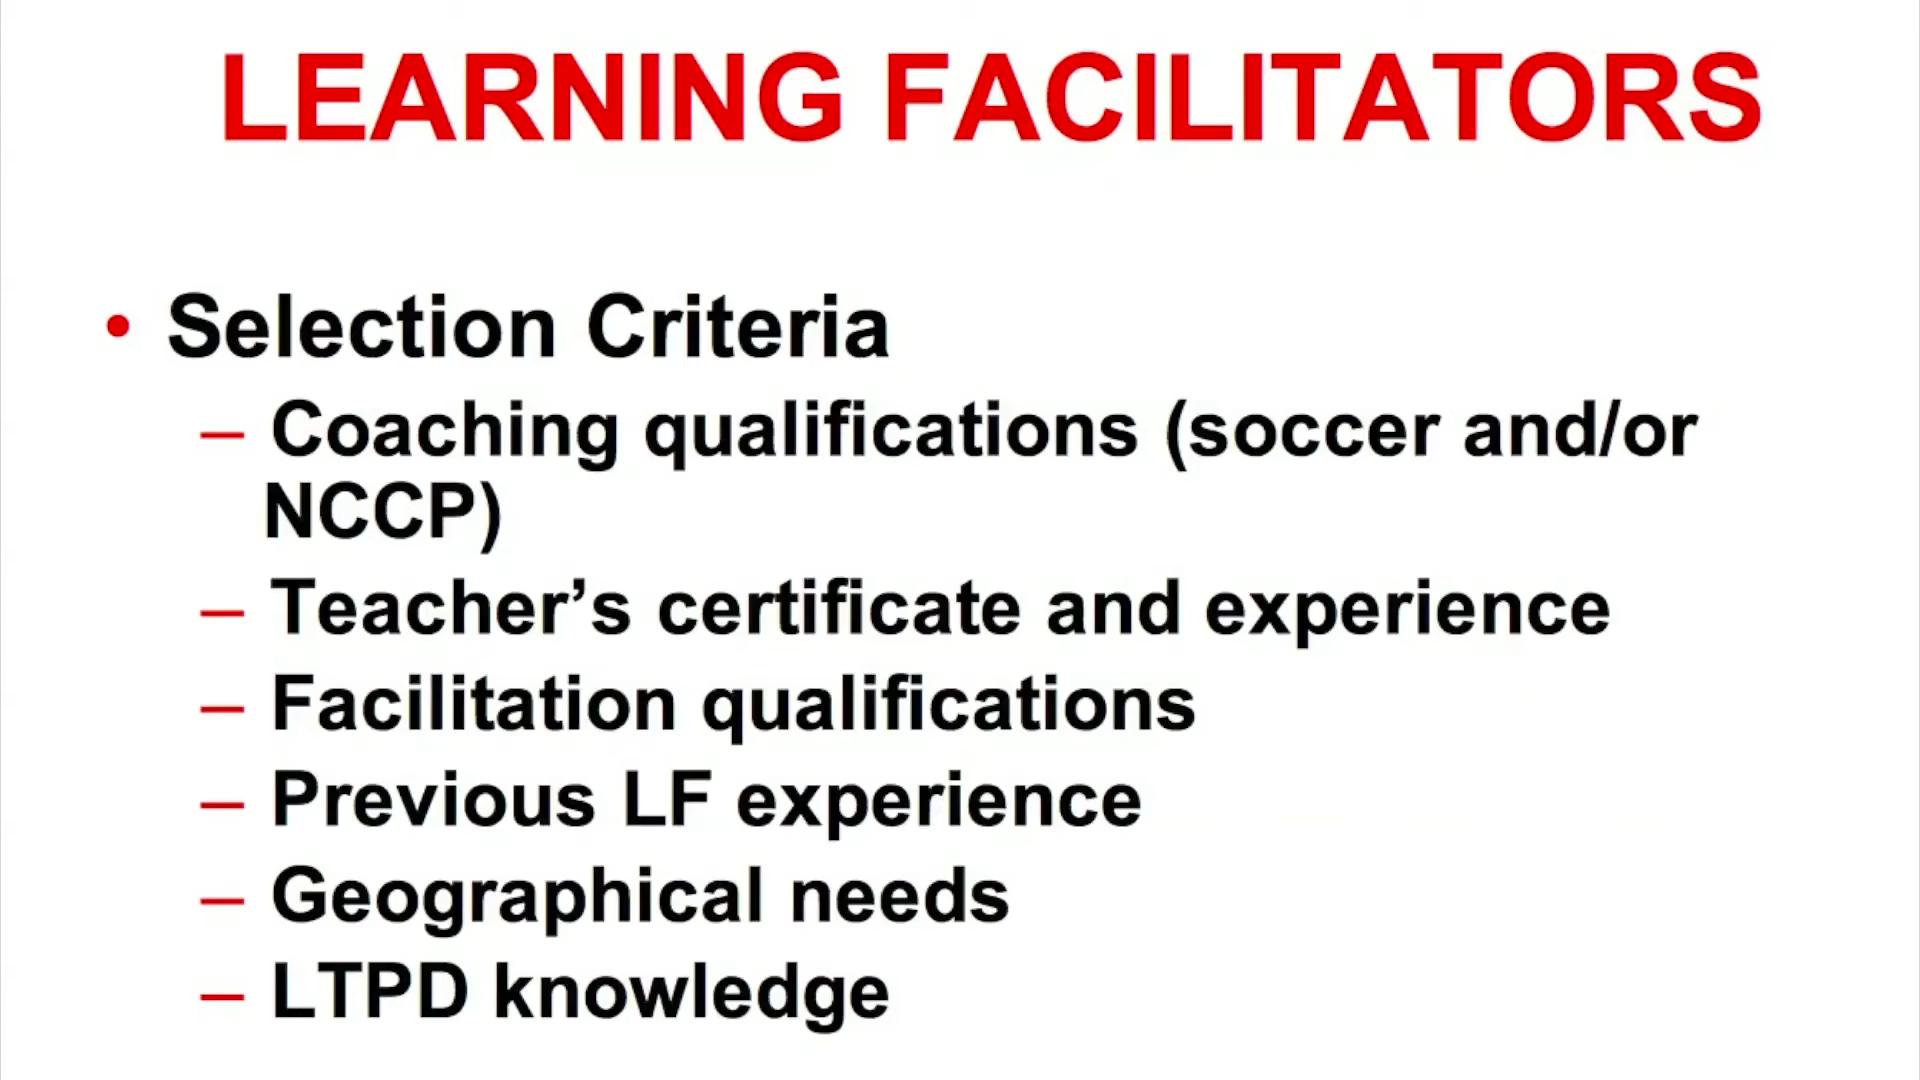 LEARNING FACILITATORS
• Selection Criteria
– Coaching qualifications (soccer and/or
NCCP)
– Teacher’s certificate and experience
– Facilitation qualifications
– Previous LF experience
– Geographical needs
– LTPD knowledge